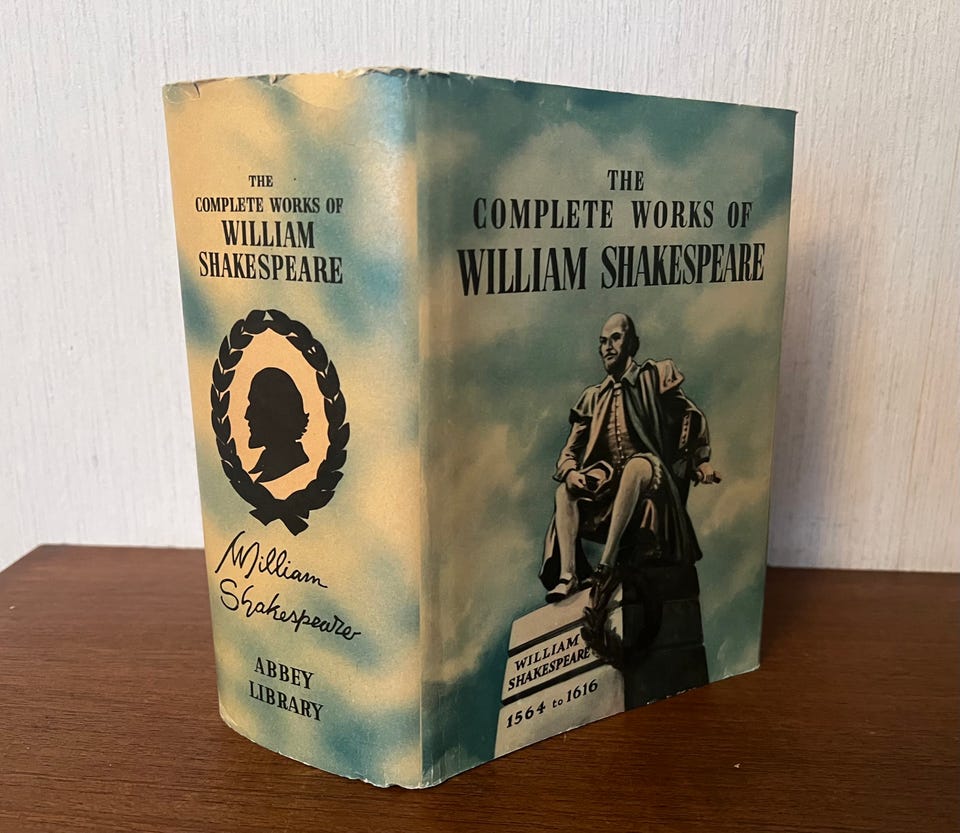 THE
COMPLETE WORKS OF
WILLIAM
SHAKESPEARE
William
Shakespeare
ABBEY
LIBRARY
THE
COMPLETE WORKS OF
WILLIAM SHAKESPEARE
WILLIAM
SHAKESPEARE
1564 to 1616